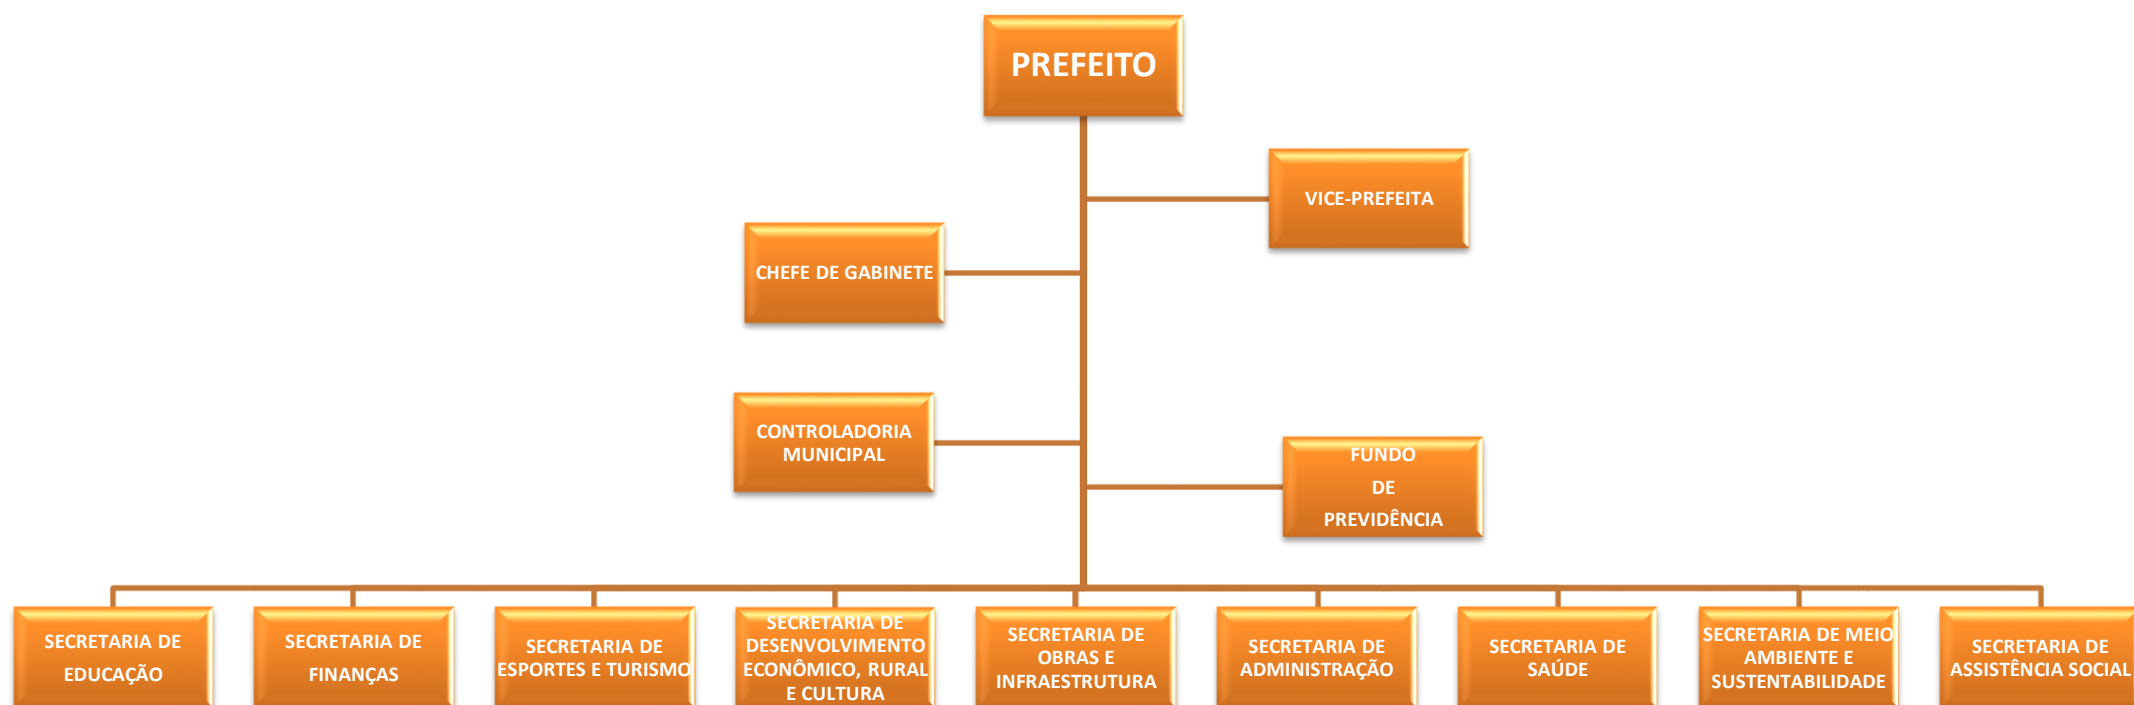 PREFEITO
VICE-PREFEITA
CHEFE DE GABINETE
CONTROLADORIA
MUNICIPAL
FUNDO
DE
PREVIDÊNCIA
SECRETARIA DE
EDUCAÇÃO
SECRETARIA DE
FINANÇAS
SECRETARIA DE
ESPORTES E TURISMO
SECRETARIA DE
DESENVOLVIMENTO
ECONÔMICO, RURAL
E CULTURA
SECRETARIA DE
OBRAS E
INFRAESTRUTURA
SECRETARIA DE
ADMINISTRAÇÃO
SECRETARIA DE
SAÚDE
SECRETARIA DE MEIO
AMBIENTE E
SUSTENTABILIDADE
SECRETARIA DE
ASSISTÊNCIA SOCIAL